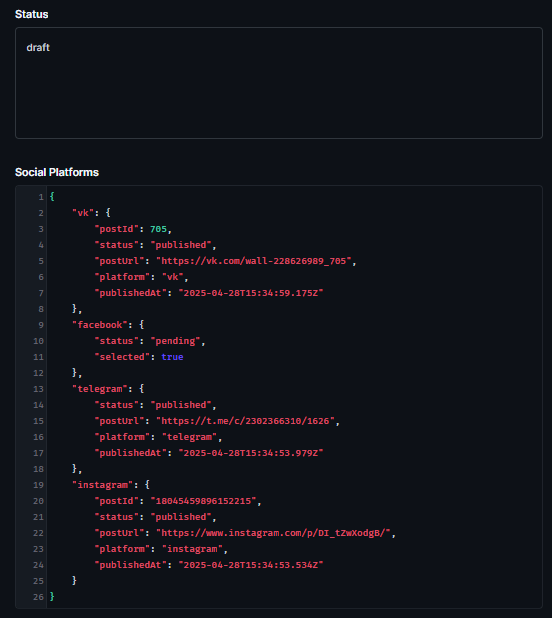 Status
draft
Social Platforms
1 {
2 "vk": {
3 "postId": 705,
4 "status": "published",
5 "postUrl": "https://vk.com/wall-228626989_705",
6 "platform": "vk",
7 "publishedAt": "2025-04-28T15:34:59.175Z"
8 },
9 "facebook": {
10 "status": "pending",
11 "selected": true
12 },
13 "telegram": {
14 "status": "published",
15 "postUrl": "https://t.me/c/2302366310/1626",
16 "platform": "telegram",
17 "publishedAt": "2025-04-28T15:34:53.979Z"
18 },
19 "instagram": {
20 "postId": "18045459896152215",
21 "status": "published",
22 "postUrl": "https://www.instagram.com/p/DI_tZwXodgB/",
23 "platform": "instagram",
24 "publishedAt": "2025-04-28T15:34:53.534Z"
25 }
26 }